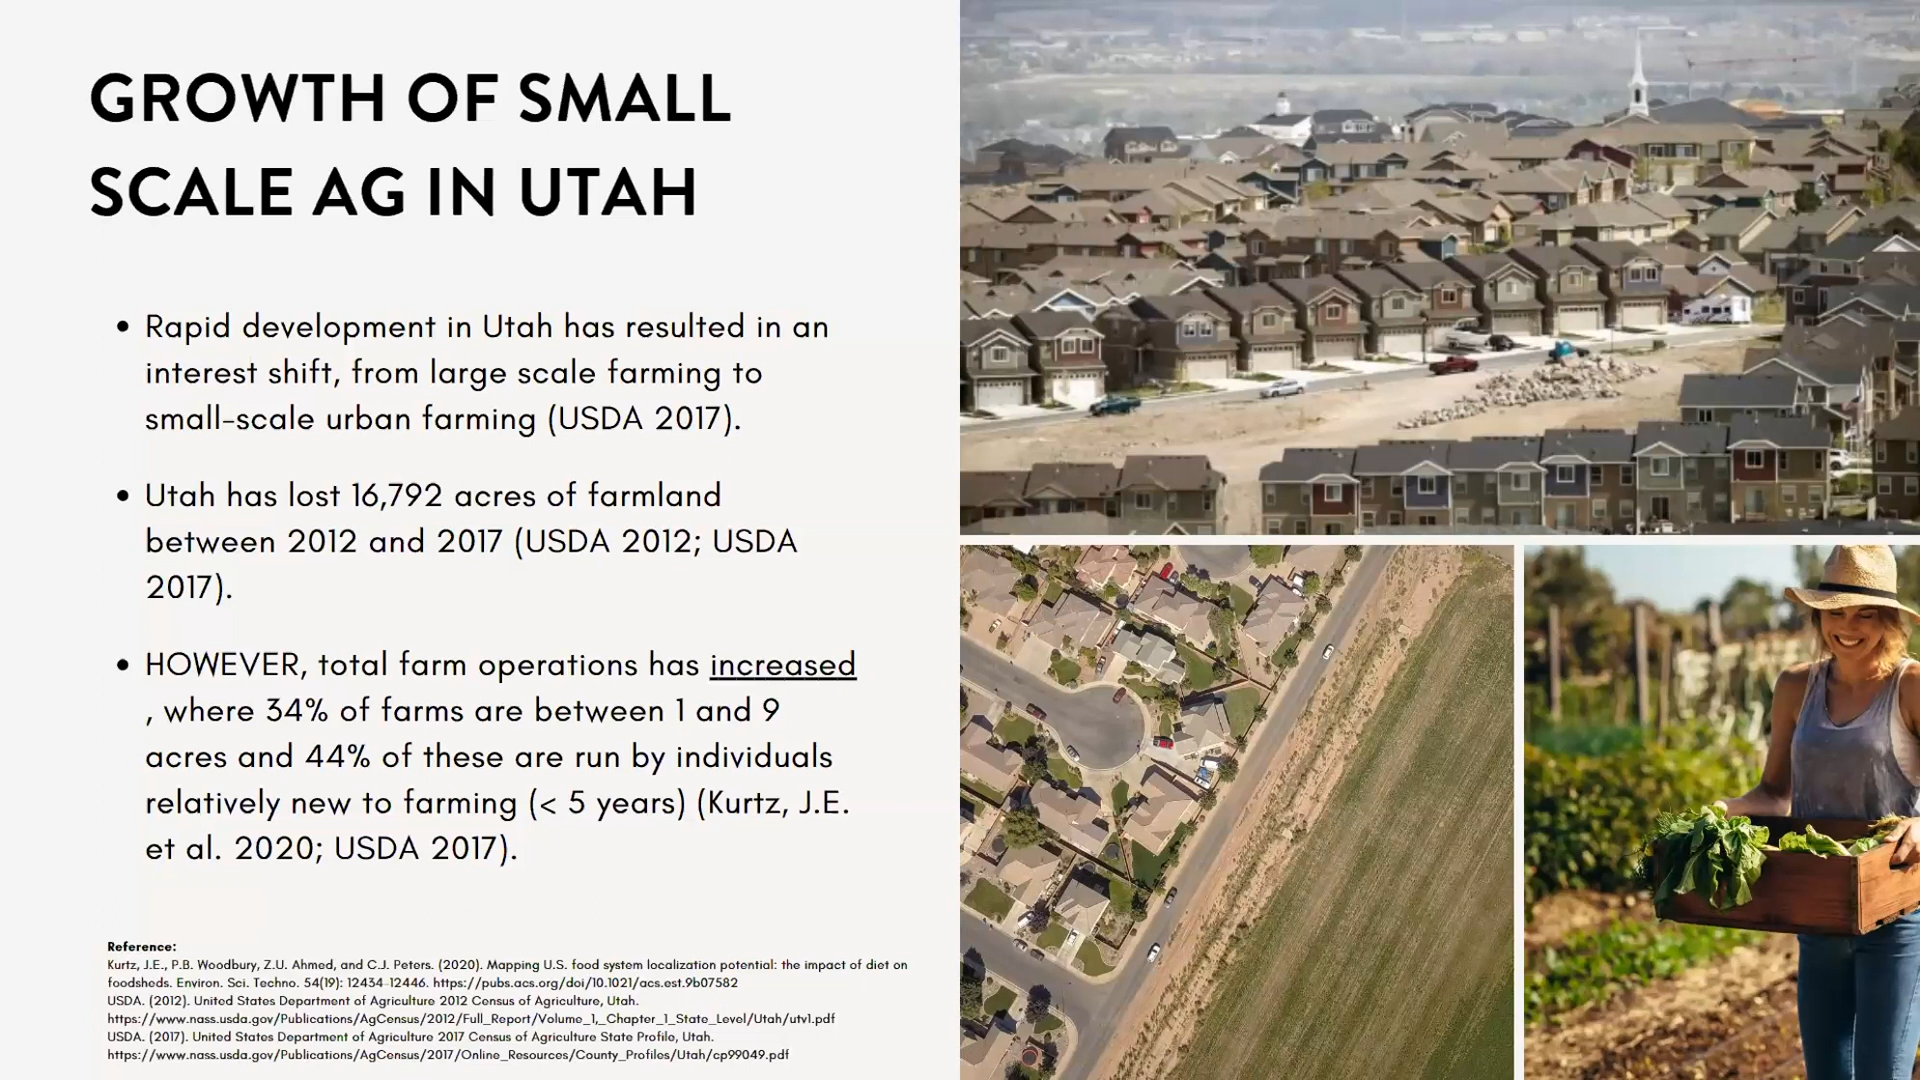 GROWTH OF SMALL
SCALE AG IN UTAH
• Rapid development in Utah has resulted in an
interest shift, from large scale farming to
small-scale urban farming (USDA 2017).
• Utah has lost 16,792 acres of farmland
between 2012 and 2017 (USDA 2012; USDA
2017).
• HOWEVER, total farm operations has increased
, where 34% of farms are between 1 and 9
acres and 44% of these are run by individuals
relatively new to farming (< 5 years) (Kurtz, J.E.
et al. 2020; USDA 2017).
Reference:
Kurtz, J.E., P.B. Woodbury, Z.U. Ahmed, and C.J. Peters. (2020). Mapping U.S. food system localization potential: the impact of diet on
foodsheds. Environ. Sci. Techno. 54(19): 12434-12446. https://pubs.acs.org/doi/10.1021/acs.est.9b07582
USDA. (2012). United States Department of Agriculture 2012 Census of Agriculture, Utah.
https://www.nass.usda.gov/Publications/AgCensus/2012/Full_Report/Volume_1,_Chapter_1_State_Level/Utah/utv1.pdf
USDA. (2017). United States Department of Agriculture 2017 Census of Agriculture State Profile, Utah.
https://www.nass.usda.gov/Publications/AgCensus/2017/Online_Resources/County_Profiles/Utah/cp99049.pdf